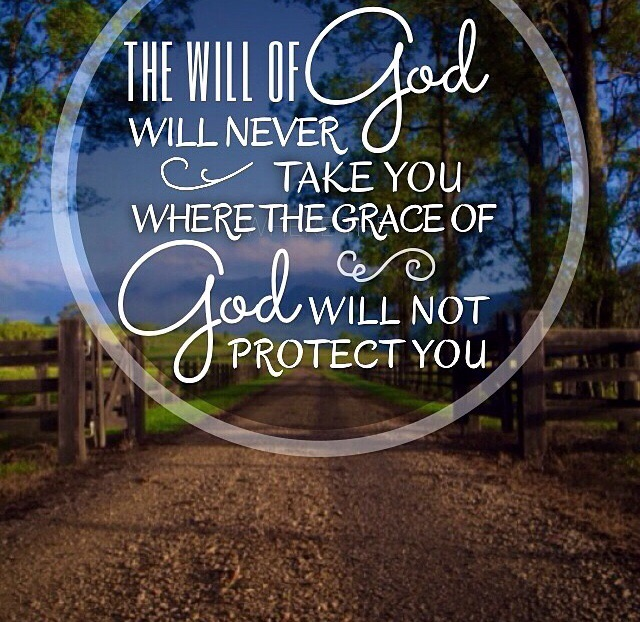 THE WILL OF God
WILL NEVER
TAKE YOU
WHERE THE GRACE OF
God WILL NOT
PROTECT YOU